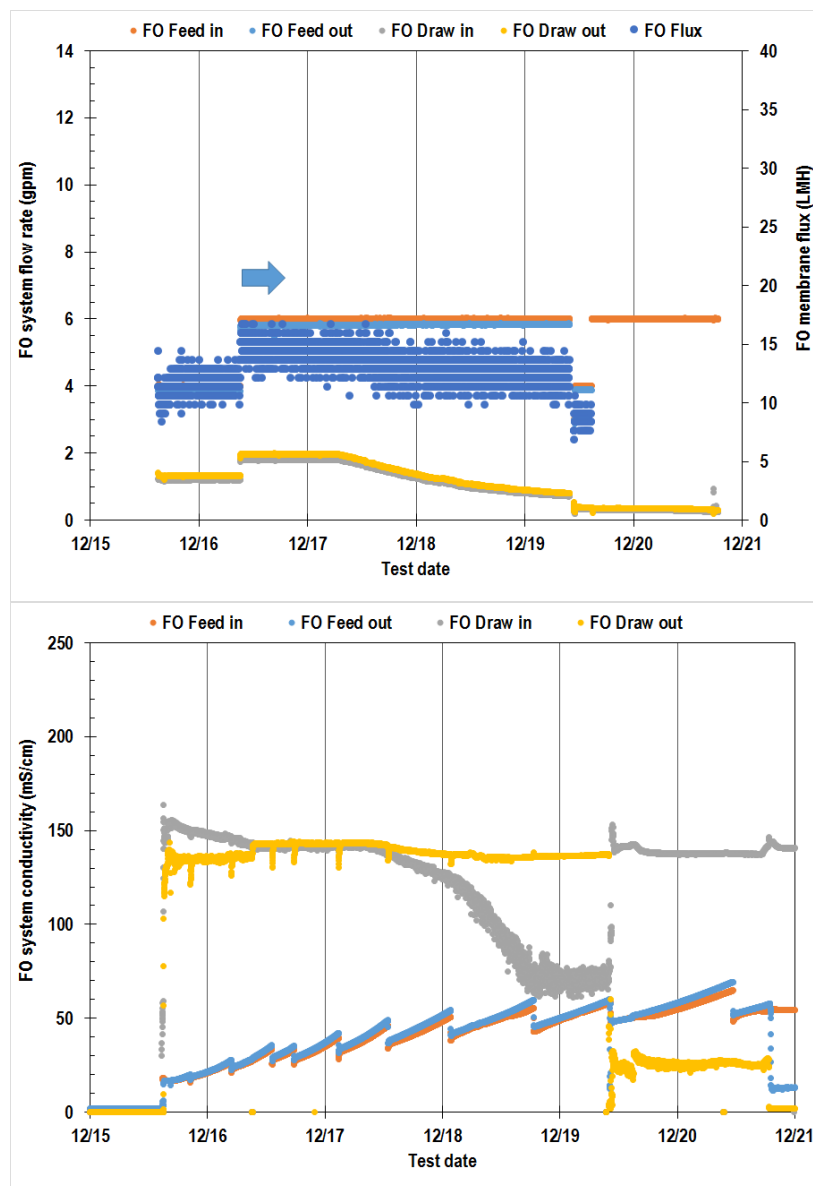 FO Feed in FO Feed out FO Draw in FO Draw out FO Flux
14
12
10
8
6
4
2
0
FO system flow rate (gpm)
40
35
30
25
20
15
10
5
0
FO membrane flux (LMH)
12/15 12/16 12/17 12/18 12/19 12/20 12/21
Test date
FO Feed in FO Feed out FO Draw in FO Draw out
250
200
150
100
50
0
FO system conductivity (mS/cm)
12/15 12/16 12/17 12/18 12/19 12/20 12/21
Test date